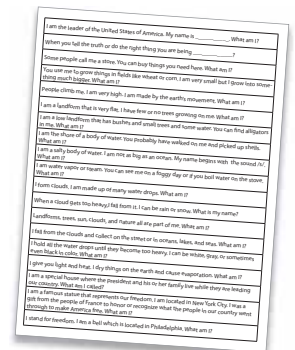 I am the leader of the United States of America. My name is __________. What am I?
When you tell the truth or do the right thing you are being __________?
Some people call me a store. You can buy things you need here. What am I?
You use me to grow things in fields like wheat or corn, I am very small but I grow into some-
thing much bigger. What am I?
People climb me. I am very high. I am made by the earth's movements. What am I?
I am a landform that is very flat, I have few or no trees growing on me. What am I?
I am a low landform that has bushes and small trees and some water. You can find alligators
in me. What am I?
I am the shore of a body of water. You probably have walked on me and picked up shells.
What am I?
I am a salty body of water. I am not as big as an ocean. My name begins with the sound /s/.
What am I?
I am water vapor or steam. You can see me on a foggy day or if you boil water on the stove.
What am I?
I form clouds. I am made up of many water drops. What am I?
When a cloud gets too heavy, I fall from it. I can be rain or snow. What is my name?
Landforms, trees, sun, clouds, and nature are all part of me. What am I?
I fall from the clouds and collect on the street or in oceans, lakes, and seas. What am I?
I hold all the water drops until they become too heavy. I can be white, gray, or sometimes
even black in color. What am I?
I give you light and heat. I dry things on the earth and cause evaporation. What am I?
I am a special house where the president and his or her family live while they are leading
our country. What am I called?
I am a famous statue that represents our freedom. I am located in New York City. I was a
gift from the people of France to honor or recognize what the people in our country went
through to make America free. What am I?
I stand for freedom. I am a bell which is located in Philadelphia. What am I?